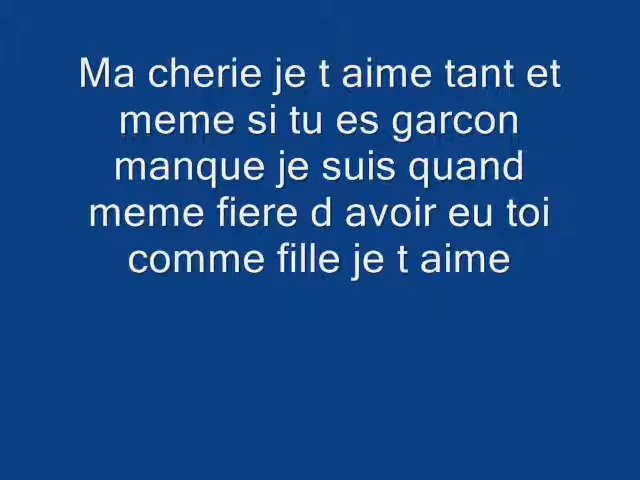 Ma cherie je t aime tant et
meme si tu es garcon
manque je suis quand
meme fiere d avoir eu toi
comme fille je t aime